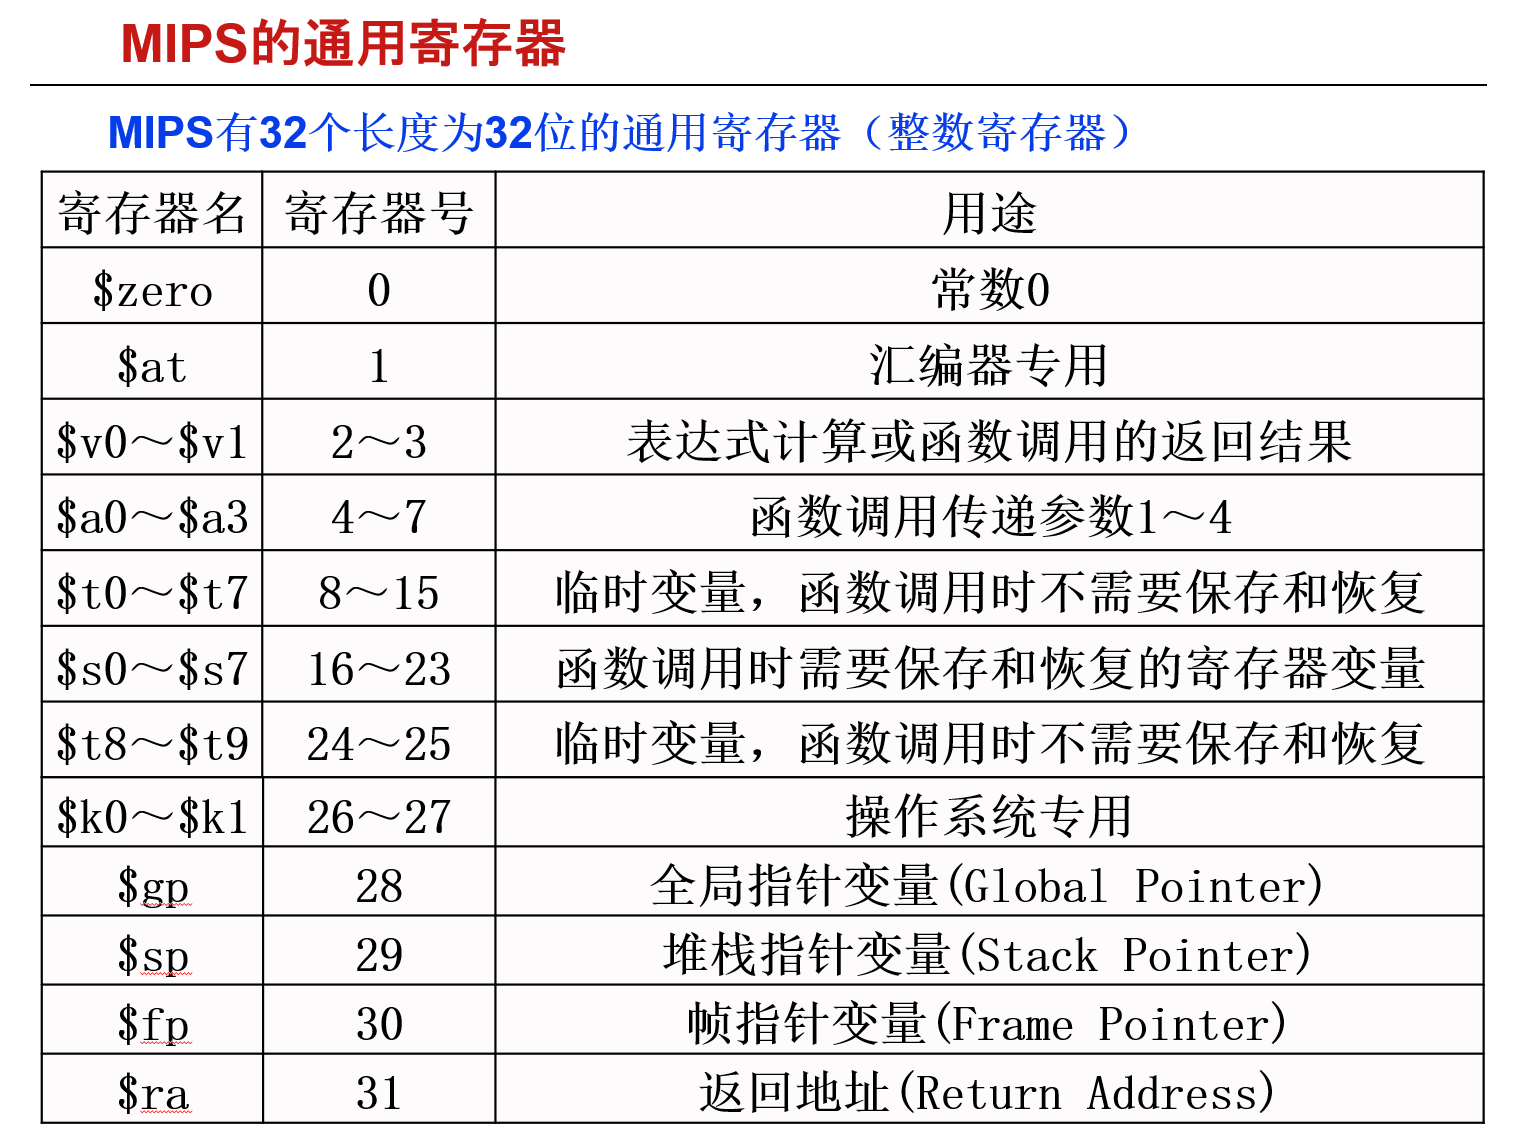 MIPS的通用寄存器
MIPS有32个长度为32位的通用寄存器（整数寄存器）
寄存器名 寄存器号 用途
$zero 0 常数0
$at 1 汇编器专用
$v0～$v1 2～3 表达式计算或函数调用的返回结果
$a0～$a3 4～7 函数调用传递参数1～4
$t0～$t7 8～15 临时变量，函数调用时不需要保存和恢复
$s0～$s7 16～23 函数调用时需要保存和恢复的寄存器变量
$t8～$t9 24～25 临时变量，函数调用时不需要保存和恢复
$k0～$k1 26～27 操作系统专用
$gp 28 全局指针变量(Global Pointer)
$sp 29 堆栈指针变量(Stack Pointer)
$fp 30 帧指针变量(Frame Pointer)
$ra 31 返回地址(Return Address)